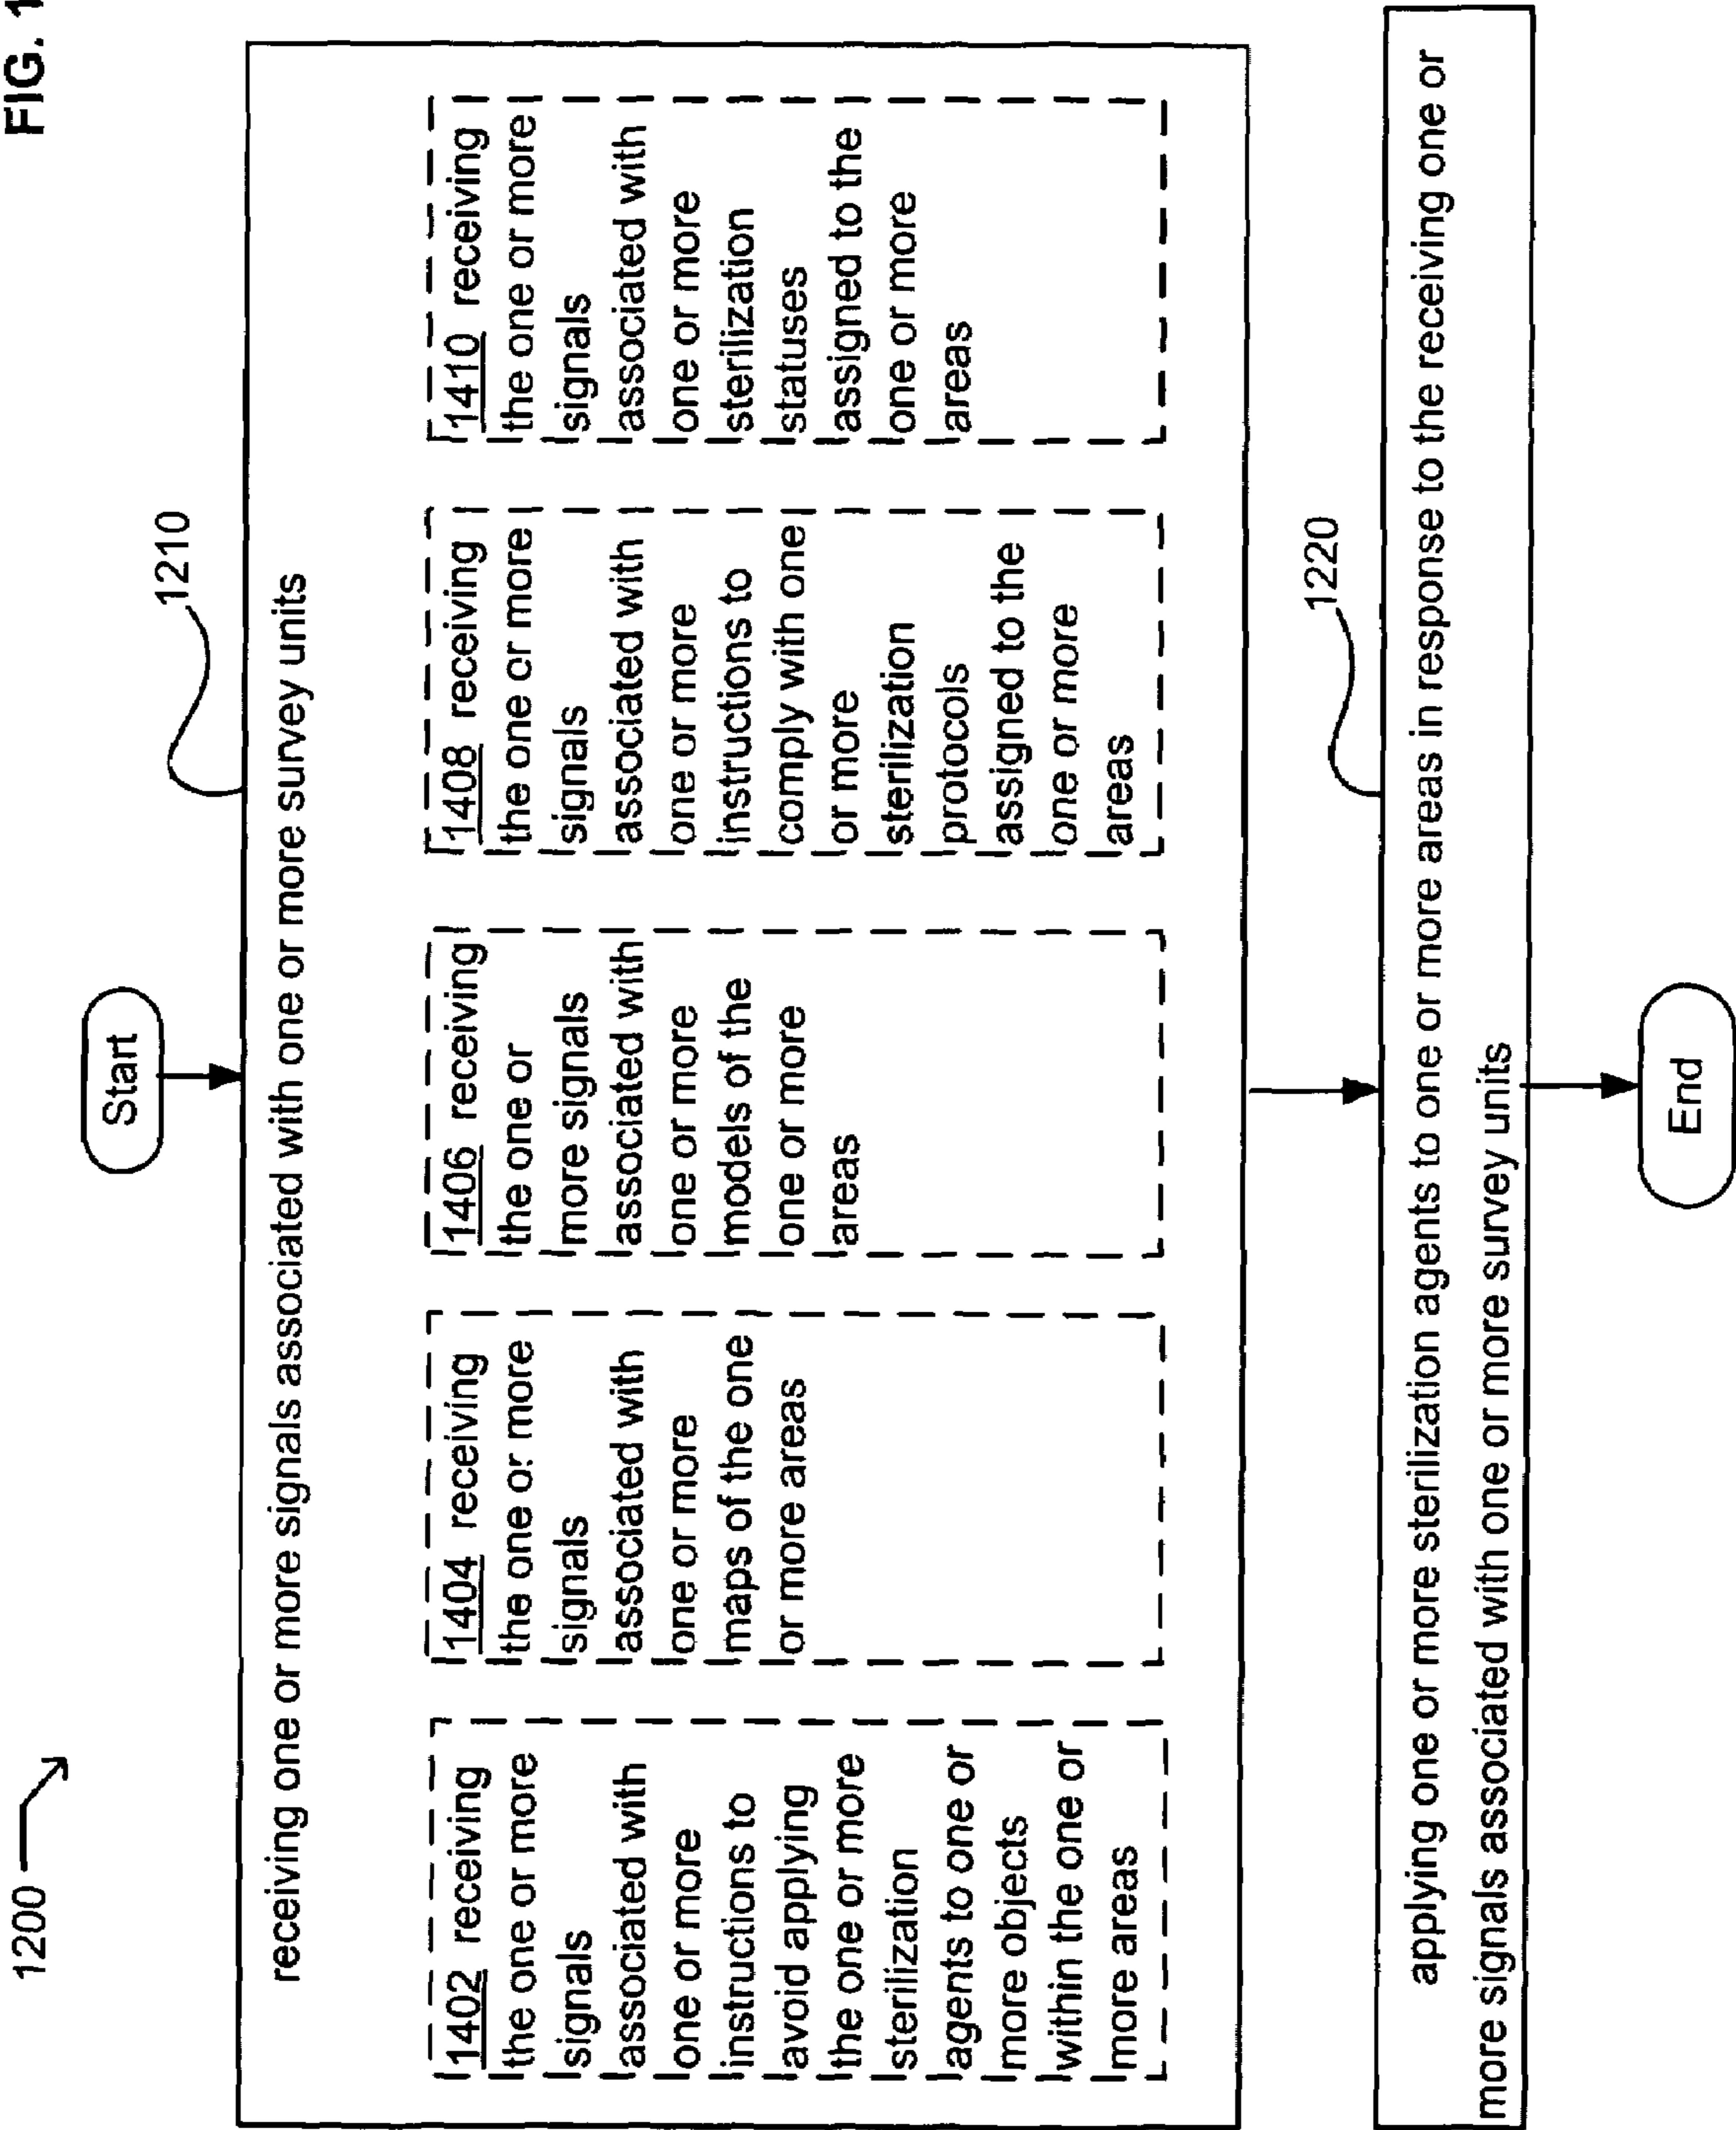 FIG. 1
1200
Start
1210
receiving one or more signals associated with one or more survey units
1402 receiving
the one or more
signals
associated with
one or more
instructions to
avoid applying
the one or more
sterilization
agents to one or
more objects
within the one or
more areas
1404 receiving
the one or more
signals
associated with
one or more
maps of the one
or more areas
1406 receiving
the one or
more signals
associated with
one or more
models of the
one or more
areas
1408 receiving
the one or more
signals
associated with
one or more
instructions to
comply with one
or more
sterilization
protocols
assigned to the
one or more
areas
1410 receiving
the one or more
signals
associated with
one or more
sterilization
statuses
assigned to the
one or more
areas
1220
applying one or more sterilization agents to one or more areas in response to the receiving one or
more signals associated with one or more survey units
End